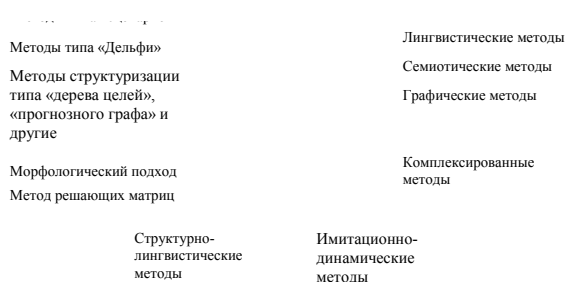 Методы типа «Дельфи»
Методы структуризации
типа «дерева целей»,
«прогнозного графа» и
другие
Морфологический подход
Метод решающих матриц
Лингвистические методы
Семиотические методы
Графические методы
Комплексированные
методы
Структурно-
лингвистические
методы
Имитационно-
динамические
методы